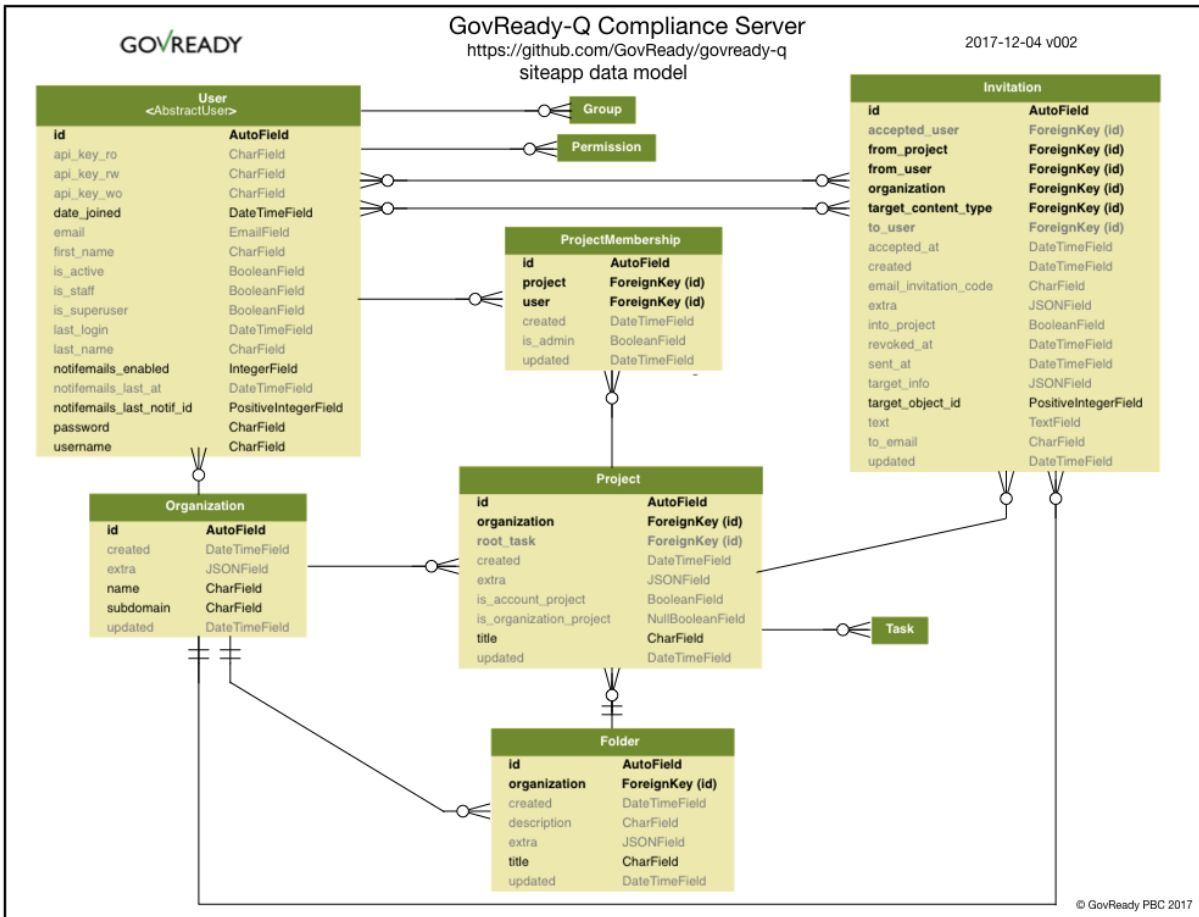 GOVREADY
GovReady-Q Compliance Server
https://github.com/GovReady/govready-q
siteapp data model
2017-12-04 v002
User
<AbstractUser>
id AutoField
api_key_ro CharField
api_key_rw CharField
api_key_wo CharField
date_joined DateTimeField
email EmailField
first_name CharField
is_active BooleanField
is_staff BooleanField
is_superuser BooleanField
last_login DateTimeField
last_name CharField
notifemails_enabled IntegerField
notifemails_last_at DateTimeField
notifemails_last_notif_id PositiveIntegerField
password CharField
username CharField
Group
Permission
Invitation
id AutoField
accepted_user ForeignKey (id)
from_project ForeignKey (id)
from_user ForeignKey (id)
organization ForeignKey (id)
target_content_type ForeignKey (id)
to_user ForeignKey (id)
accepted_at DateTimeField
created DateTimeField
email_invitation_code CharField
extra JSONField
into_project BooleanField
revoked_at DateTimeField
sent_at DateTimeField
target_info JSONField
target_object_id PositiveIntegerField
text TextField
to_email CharField
updated DateTimeField
ProjectMembership
id AutoField
project ForeignKey (id)
user ForeignKey (id)
created DateTimeField
is_admin BooleanField
updated DateTimeField
Organization
id AutoField
created DateTimeField
extra JSONField
name CharField
subdomain CharField
updated DateTimeField
Project
id AutoField
organization ForeignKey (id)
root_task ForeignKey (id)
created DateTimeField
extra JSONField
is_account_project BooleanField
is_organization_project NullBooleanField
title CharField
updated DateTimeField
Task
Folder
id AutoField
organization ForeignKey (id)
created DateTimeField
description CharField
extra JSONField
title CharField
updated DateTimeField
© GovReady PBC 2017